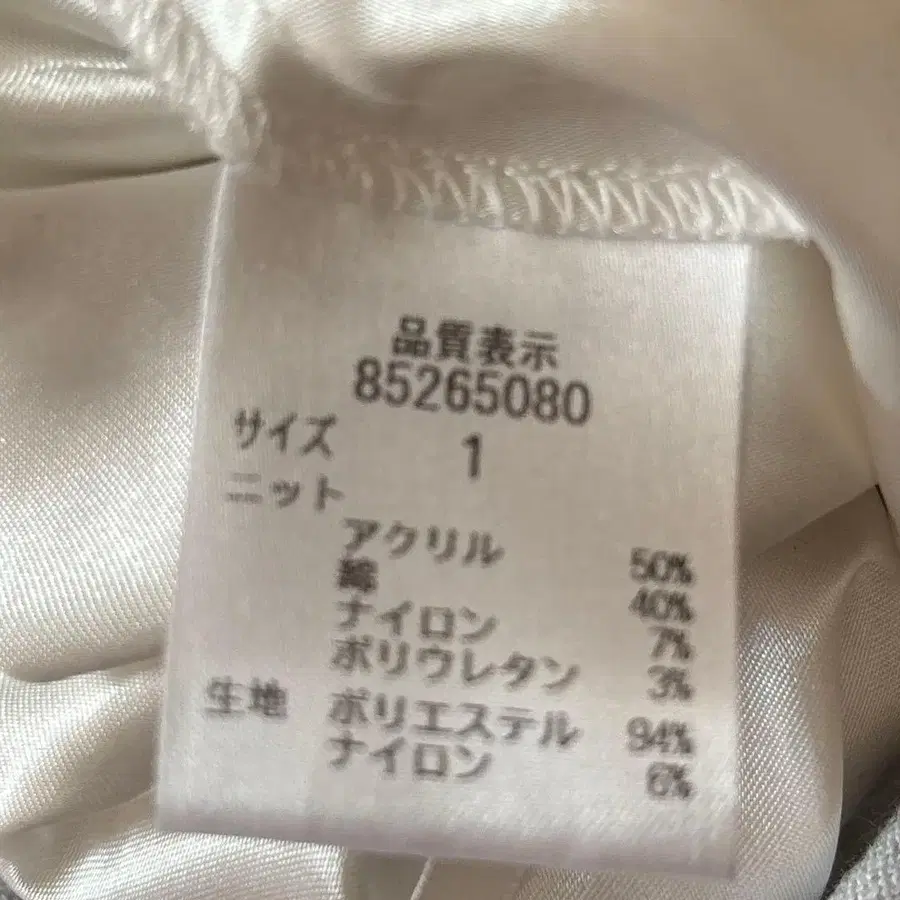 品質表示
85265080
サイズ 1
ニット
アクリル 50%
綿 40%
ナイロン 7%
ポリウレタン 3%
生地 ポリエステル 94%
ナイロン 6%